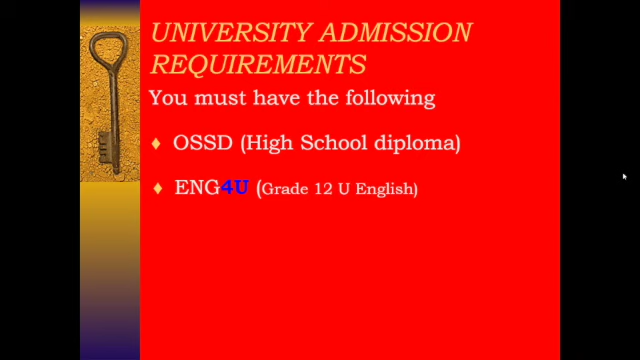 UNIVERSITY ADMISSION
REQUIREMENTS
You must have the following
♦ OSSD (High School diploma)
♦ ENG4U (Grade 12 U English)